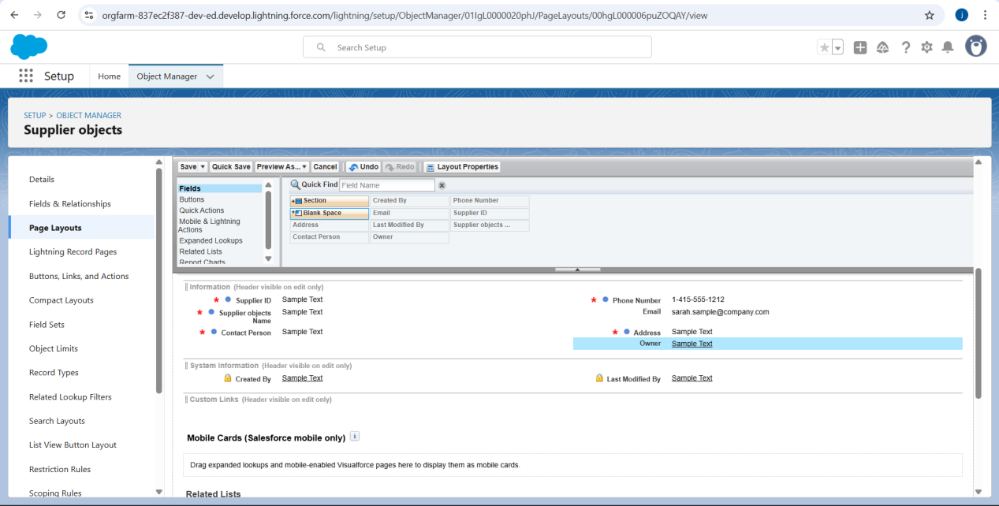 orgfarm-837ec2f387-dev-ed.develop.lightning.force.com/lightning/setup/ObjectManager/01IgL0000020phJ/PageLayouts/00hgL000006puZOQAY/view
j
Search Setup
Setup
Home
Object Manager
SETUP > OBJECT MANAGER
Supplier objects
Details
Fields & Relationships
Page Layouts
Lightning Record Pages
Buttons, Links, and Actions
Compact Layouts
Field Sets
Object Limits
Record Types
Related Lookup Filters
Search Layouts
List View Button Layout
Restriction Rules
Scoping Rules
Save Quick Save Preview As... Cancel Undo Redo Layout Properties
Fields
Buttons
Quick Actions
Mobile & Lightning
Actions
Expanded Lookups
Related Lists
Report Charts
Quick Find Field Name
Section Created By Phone Number
Blank Space Email Supplier ID
Address Last Modified By Supplier objects ...
Contact Person Owner
Information (Header visible on edit only)
* Supplier ID Sample Text
* Supplier objects Name Sample Text
* Contact Person Sample Text
* Phone Number 1-415-555-1212
Email sarah.sample@company.com
* Address Sample Text
Owner Sample Text
System Information (Header visible on edit only)
Created By Sample Text
Last Modified By Sample Text
Custom Links (Header visible on edit only)
Mobile Cards (Salesforce mobile only) i
Drag expanded lookups and mobile-enabled Visualforce pages here to display them as mobile cards.
Related Lists